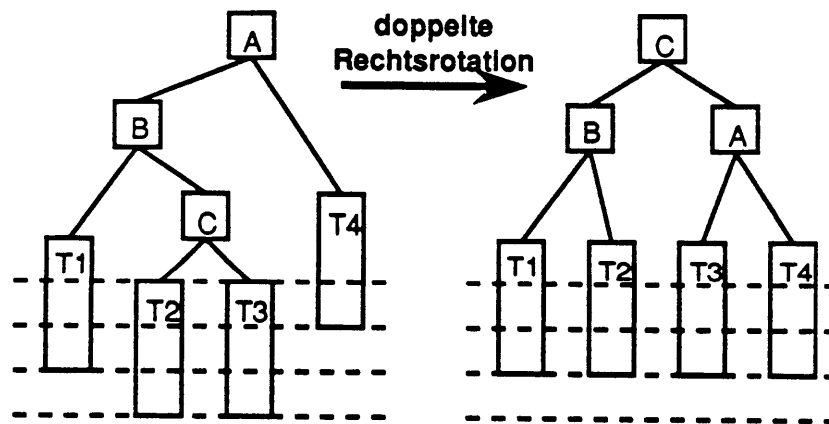 A
doppelte
Rechtsrotation
C
B
B
A
C
T4
T1
T2
T3
T1
T2
T3
T4